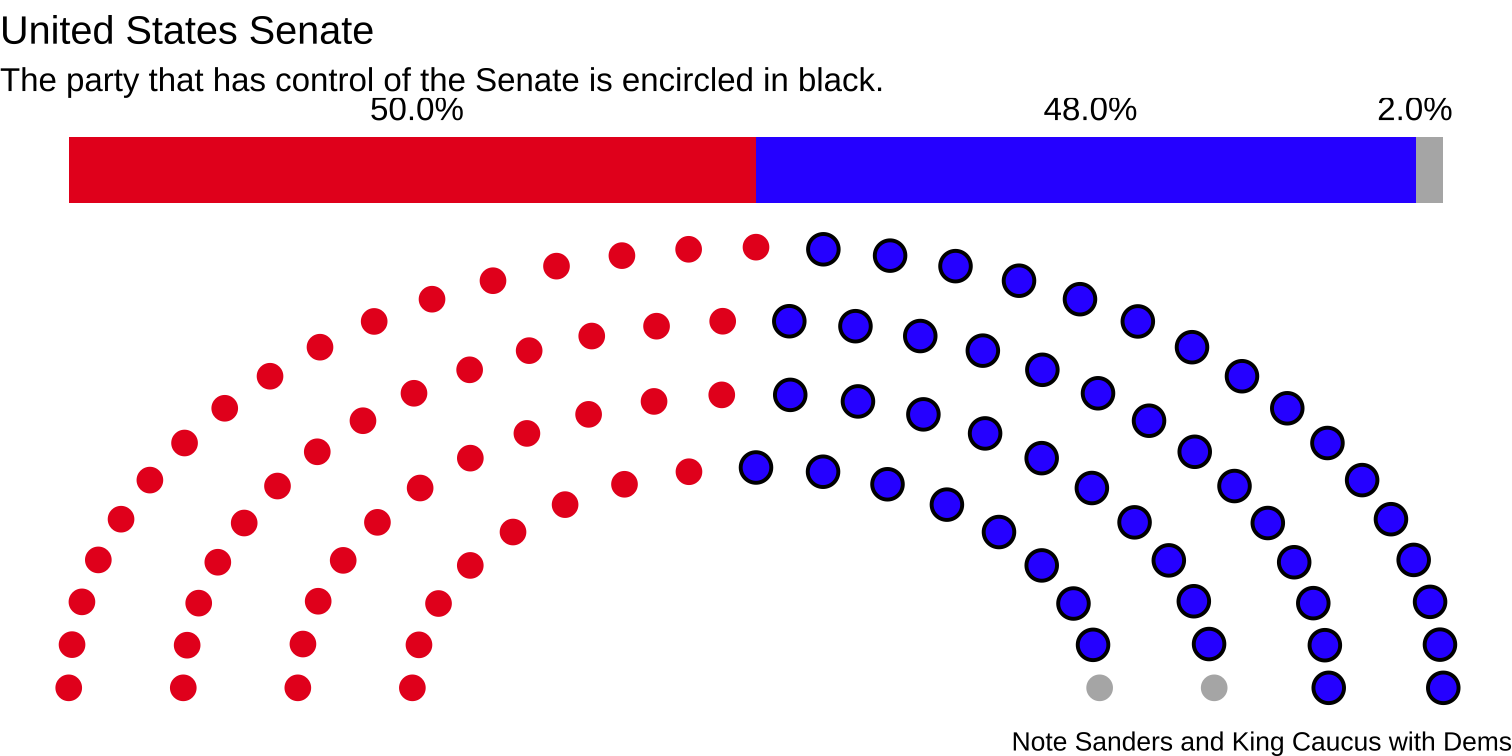 United States Senate
The party that has control of the Senate is encircled in black.
50.0% 48.0% 2.0%
Note Sanders and King Caucus with Dems